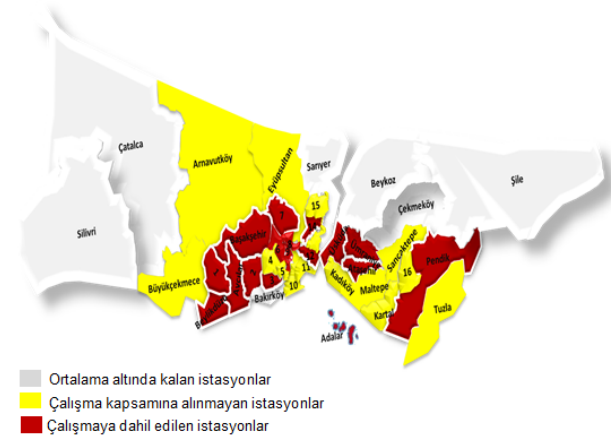 Çatalca
Silivri
Arnavutköy
Eyüpsultan
Sarıyer
Beykoz
Şile
Çekmeköy
15
7
Başakşehir
4
5
11
10
Büyükçekmece
Bakırköy
Sancaktepe
16
Pendik
Kadıköy
Maltepe
Kartal
Tuzla
Adalar
Ortalama altında kalan istasyonlar
Çalışma kapsamına alınmayan istasyonlar
Çalışmaya dahil edilen istasyonlar